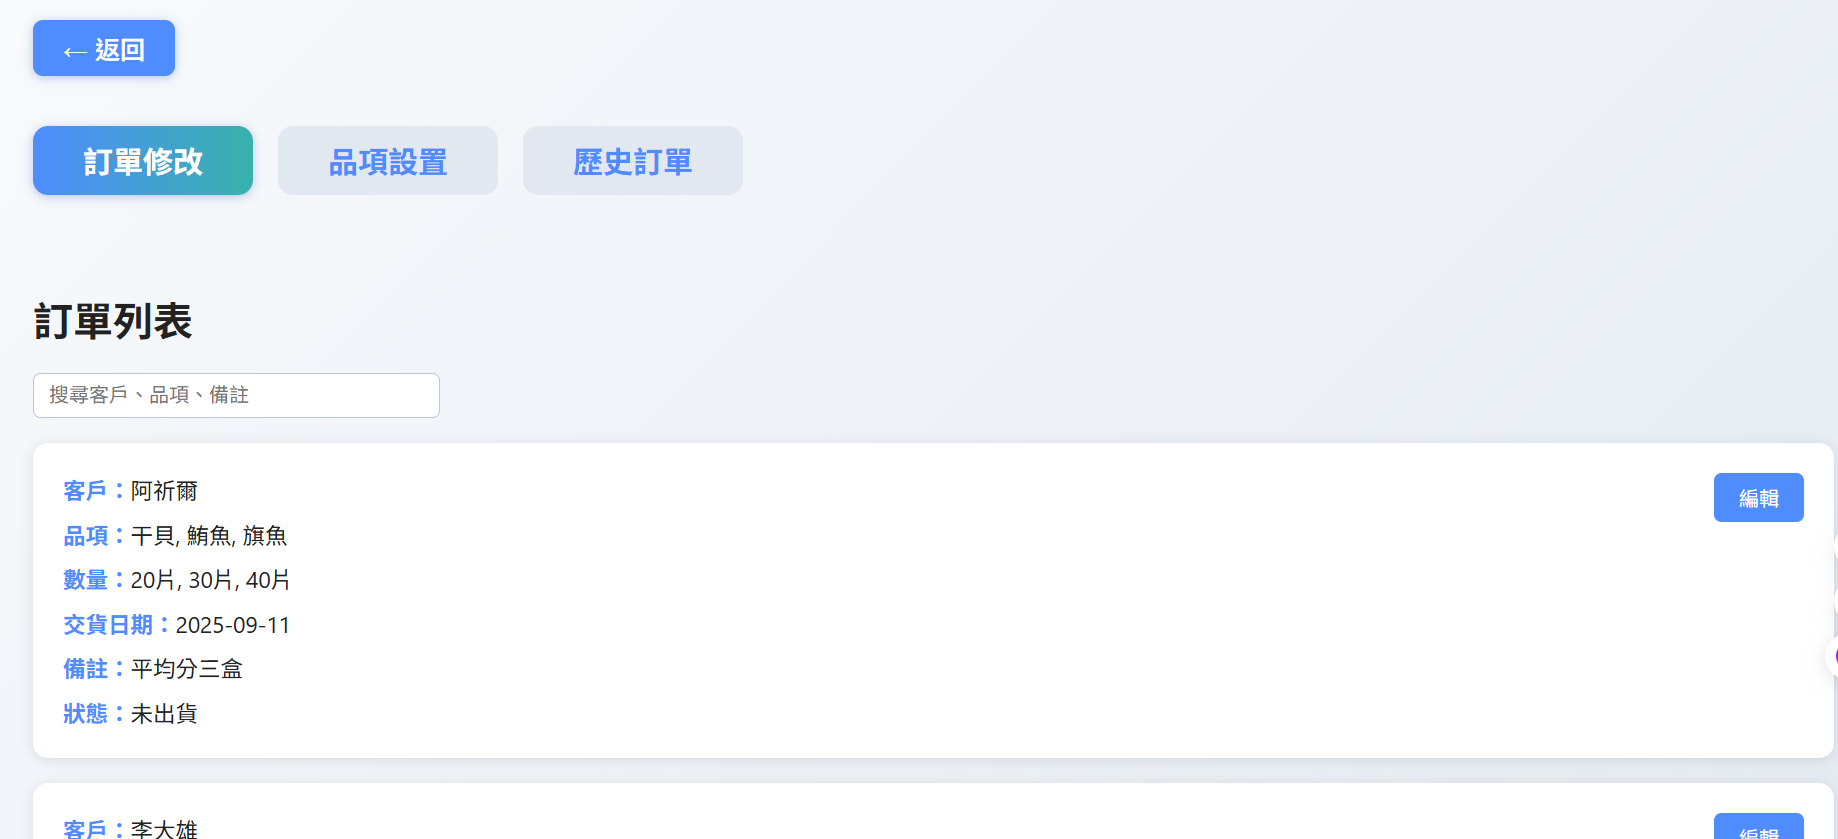 ← 返回
訂單修改 品項設置 歷史訂單
訂單列表
搜尋客戶、品項、備註
客戶：阿祈爾
編輯
品項：干貝, 鮪魚, 旗魚
數量：20片, 30片, 40片
交貨日期：2025-09-11
備註：平均分三盒
狀態：未出貨
客戶：李大雄
編輯